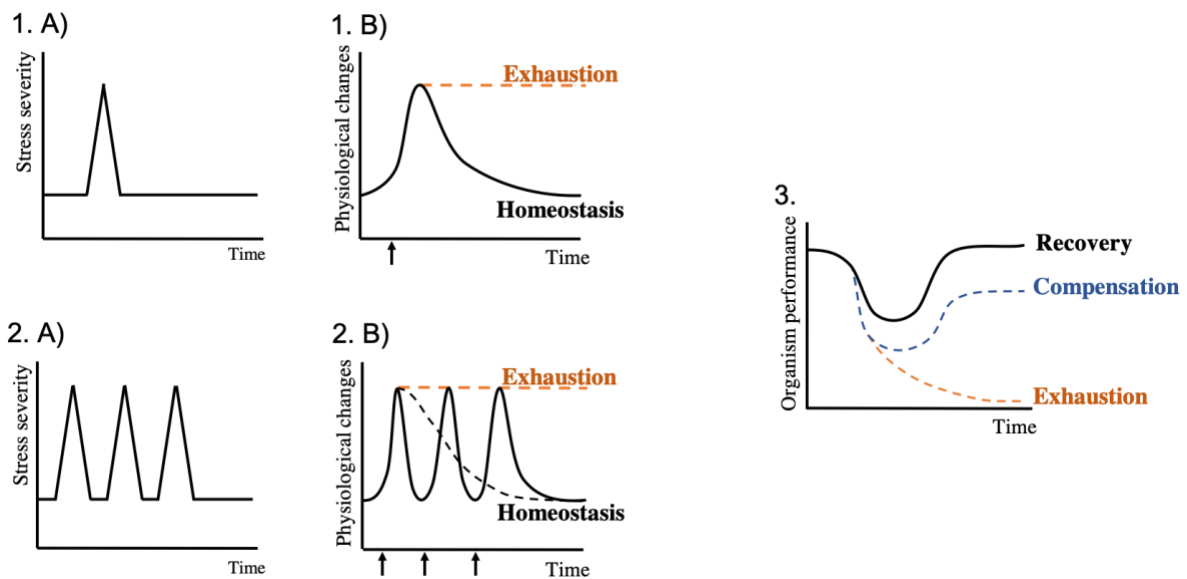 1. A)
Stress severity
Time
1. B)
Physiological changes
Exhaustion
Homeostasis
Time
2. A)
Stress severity
Time
2. B)
Physiological changes
Exhaustion
Homeostasis
Time
3.
Organism performance
Recovery
Compensation
Exhaustion
Time